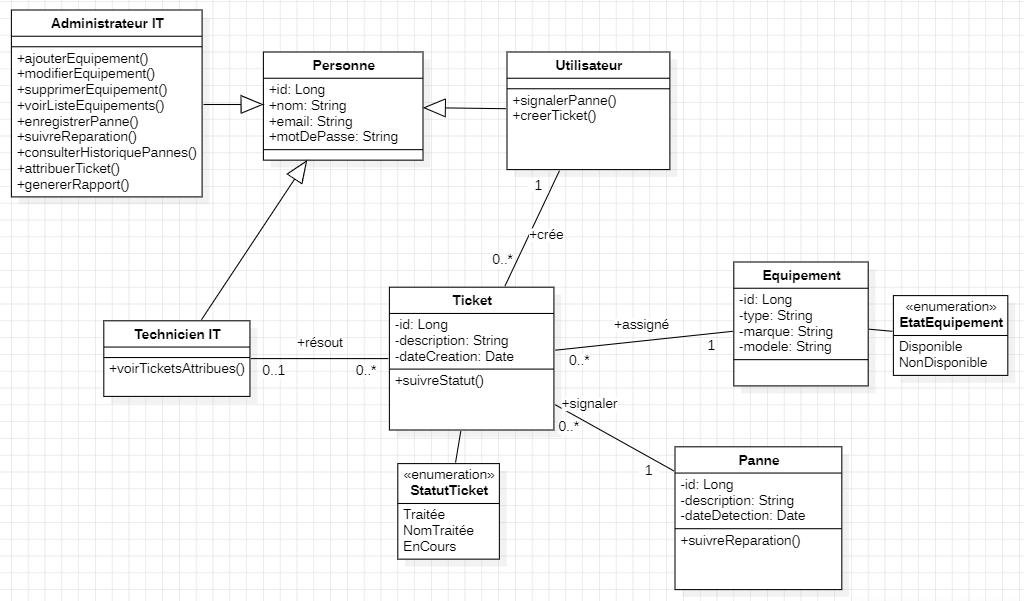 Administrateur IT
+ajouterEquipement()
+modifierEquipement()
+supprimerEquipement()
+voirListeEquipements()
+enregistrerPanne()
+suivreReparation()
+consulterHistoriquePannes()
+attribuerTicket()
+genererRapport()
Personne
+id: Long
+nom: String
+email: String
+motDePasse: String
Utilisateur
+signalerPanne()
+creerTicket()
1
+crée
0..*
Technicien IT
+voirTicketsAttribues()
+résout
0..1
0..*
Ticket
-id: Long
-description: String
-dateCreation: Date
+suivreStatut()
+assigné
0..*
1
Equipement
-id: Long
-type: String
-marque: String
-modele: String
«enumeration»
EtatEquipement
Disponible
NonDisponible
+signaler
0..*
1
Panne
-id: Long
-description: String
-dateDetection: Date
+suivreReparation()
«enumeration»
StatutTicket
Traitée
NomTraitée
EnCours